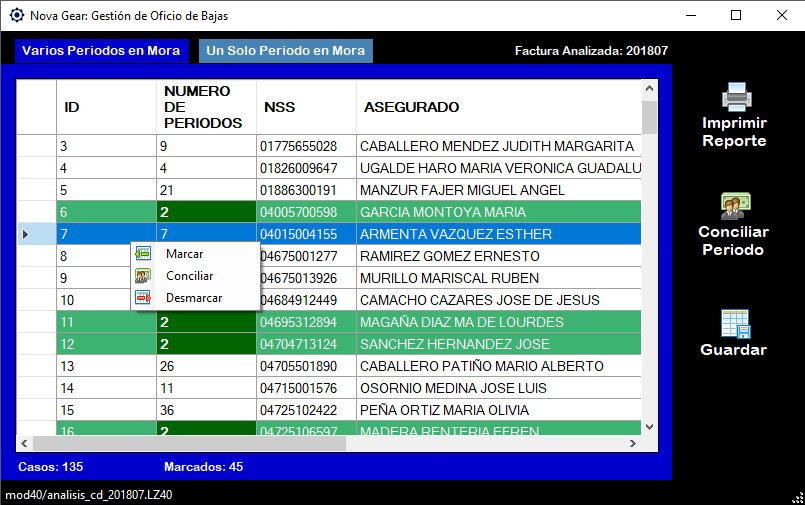 Nova Gear: Gestión de Oficio de Bajas
Varios Periodos en Mora
Un Solo Periodo en Mora
Factura Analizada: 201807
ID NUMERO DE PERIODOS NSS ASEGURADO
3 9 01775655028 CABALLERO MENDEZ JUDITH MARGARITA
4 4 01826009647 UGALDE HARO MARIA VERONICA GUADALU
5 21 01886300191 MANZUR FAJER MIGUEL ANGEL
6 2 04005700598 GARCIA MONTOYA MARIA
7 7 04015004155 ARMENTA VAZQUEZ ESTHER
8 04675001277 RAMIREZ GOMEZ ERNESTO
9 04675013926 MURILLO MARISCAL RUBEN
10 04684912449 CAMACHO CAZARES JOSE DE JESUS
11 2 04695312894 MAGAÑA DIAZ MA DE LOURDES
12 2 04704713124 SANCHEZ HERNANDEZ JOSE
13 26 04705501890 CABALLERO PATIÑO MARIO ALBERTO
14 11 04715001576 OSORNIO MEDINA JOSE LUIS
15 36 04725102422 PEÑA ORTIZ MARIA OLIVIA
16 2 04725106597 MADERA RENTERIA EFREN
Marcar
Conciliar
Desmarcar
Imprimir
Reporte
Conciliar
Periodo
Guardar
Casos: 135
Marcados: 45
mod40/analisis_cd_201807.LZ40